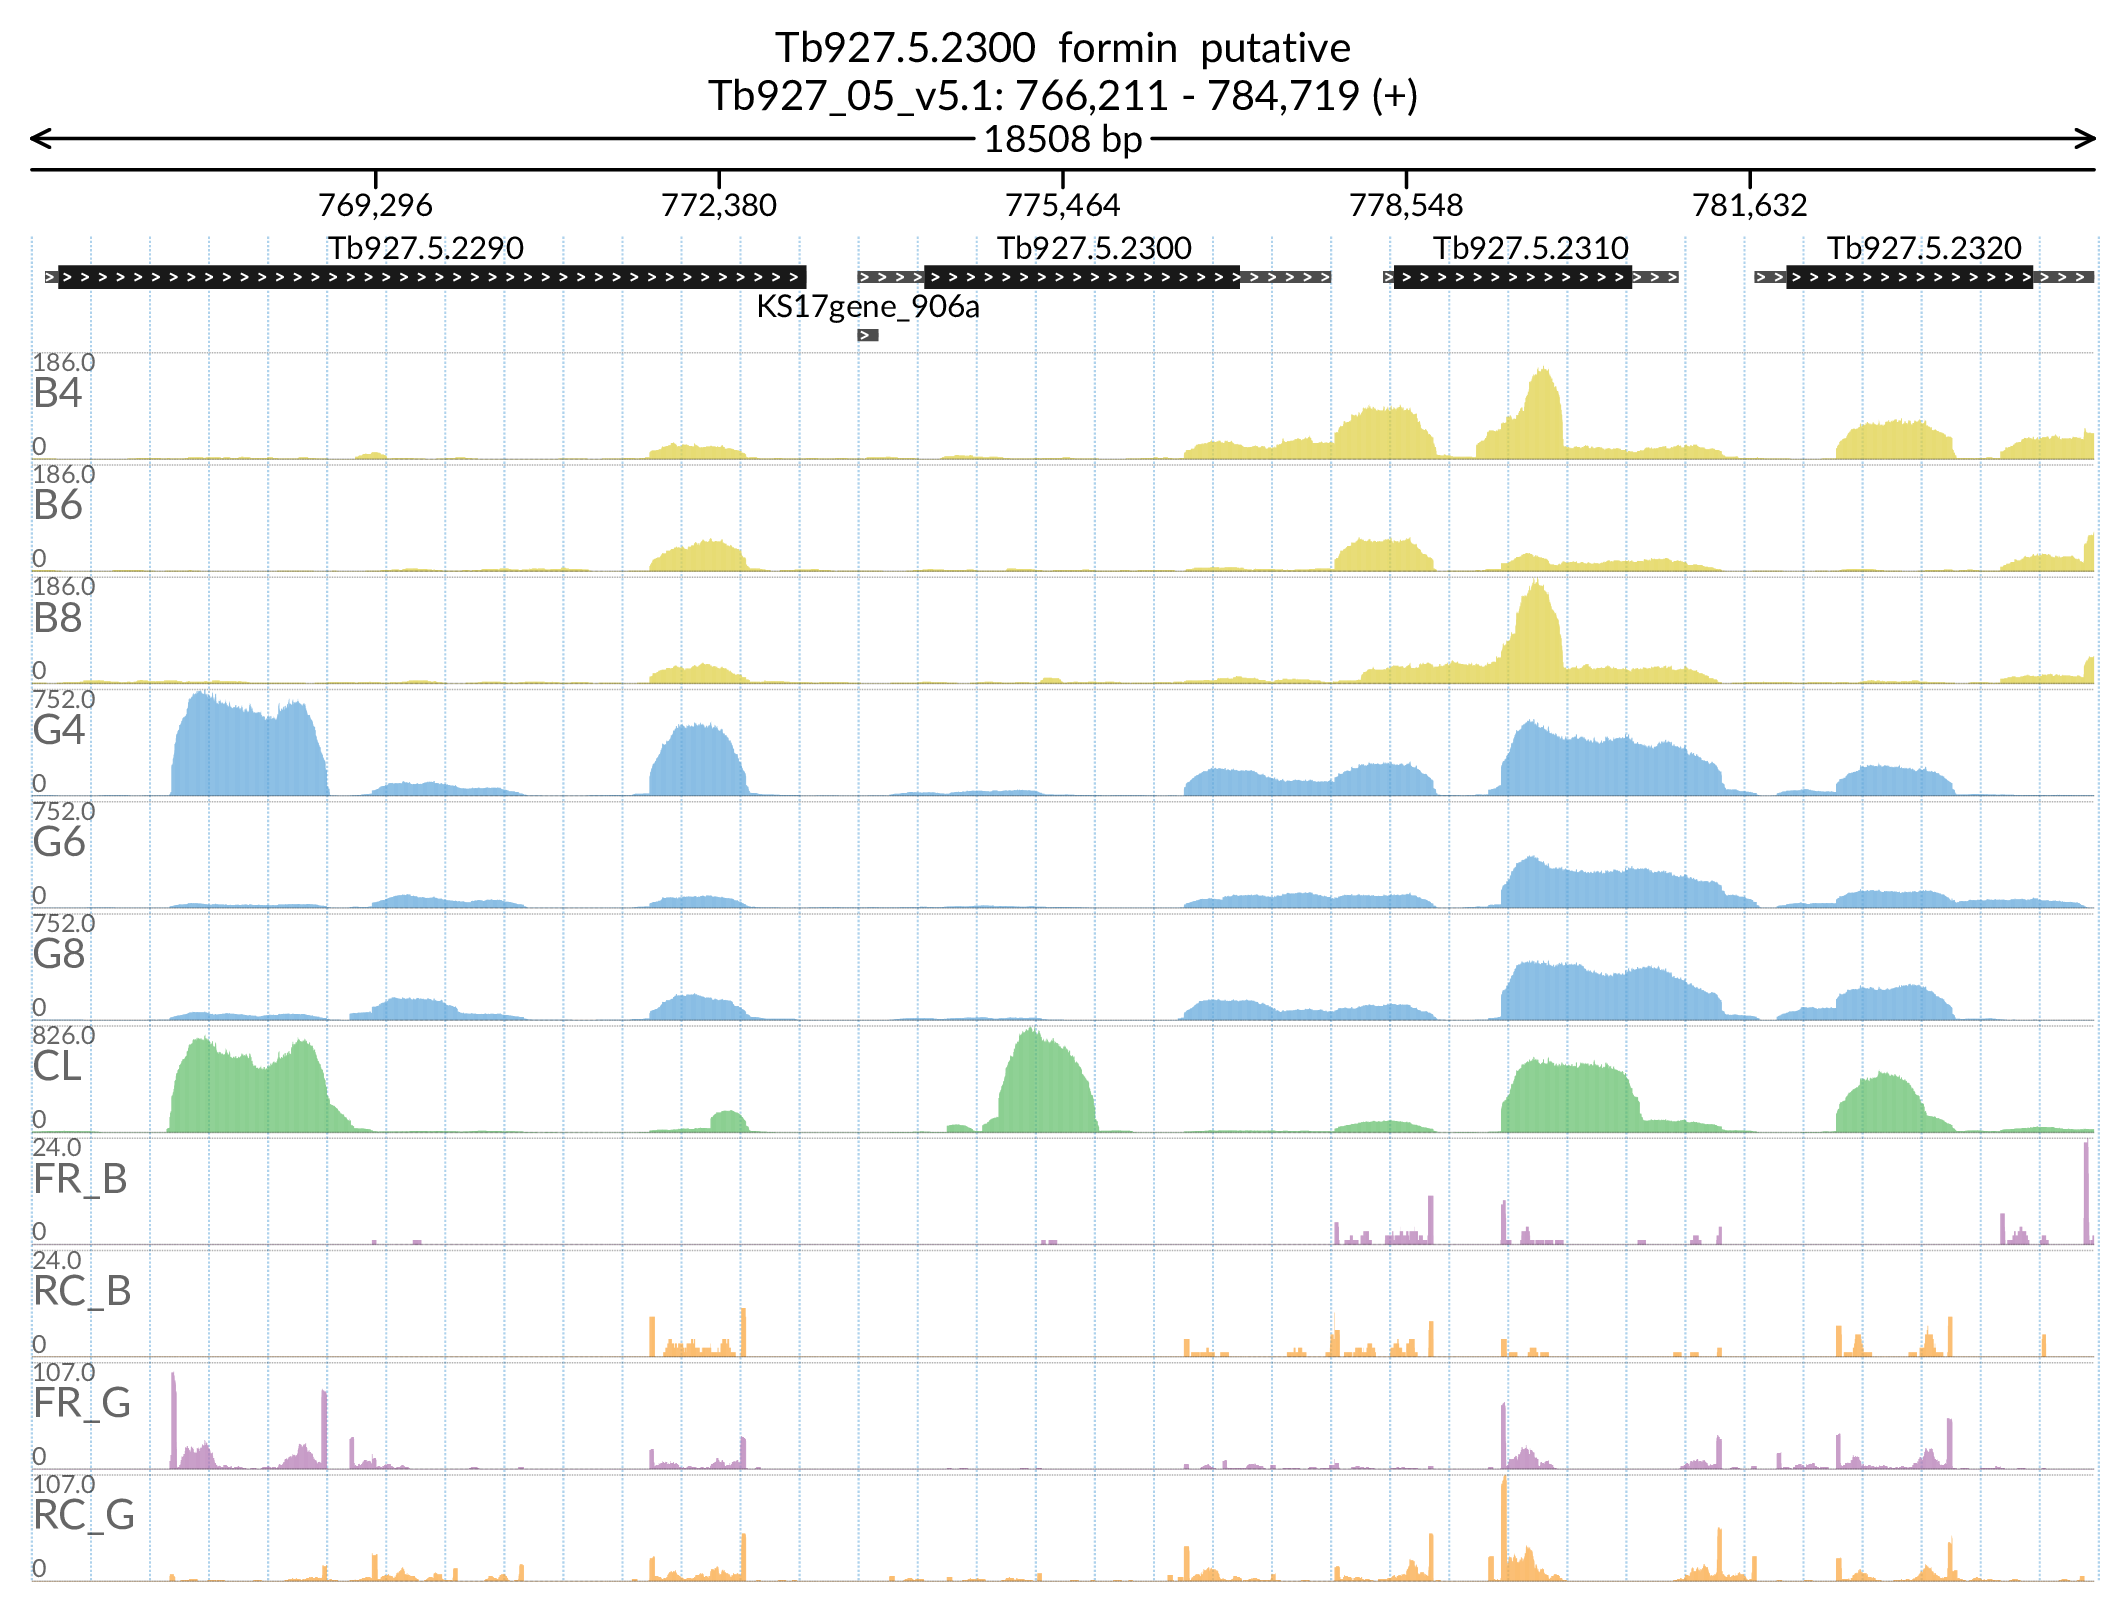 Tb927.5.2300 formin putative
Tb927_05_v5.1: 766,211 - 784,719 (+)
18508 bp
769,296 772,380 775,464 778,548 781,632
Tb927.5.2290 Tb927.5.2300 Tb927.5.2310 Tb927.5.2320
KS17gene_906a
186.0
B4
0
186.0
B6
0
186.0
B8
0
752.0
G4
0
752.0
G6
0
752.0
G8
0
826.0
CL
0
24.0
FR_B
0
24.0
RC_B
0
107.0
FR_G
0
107.0
RC_G
0